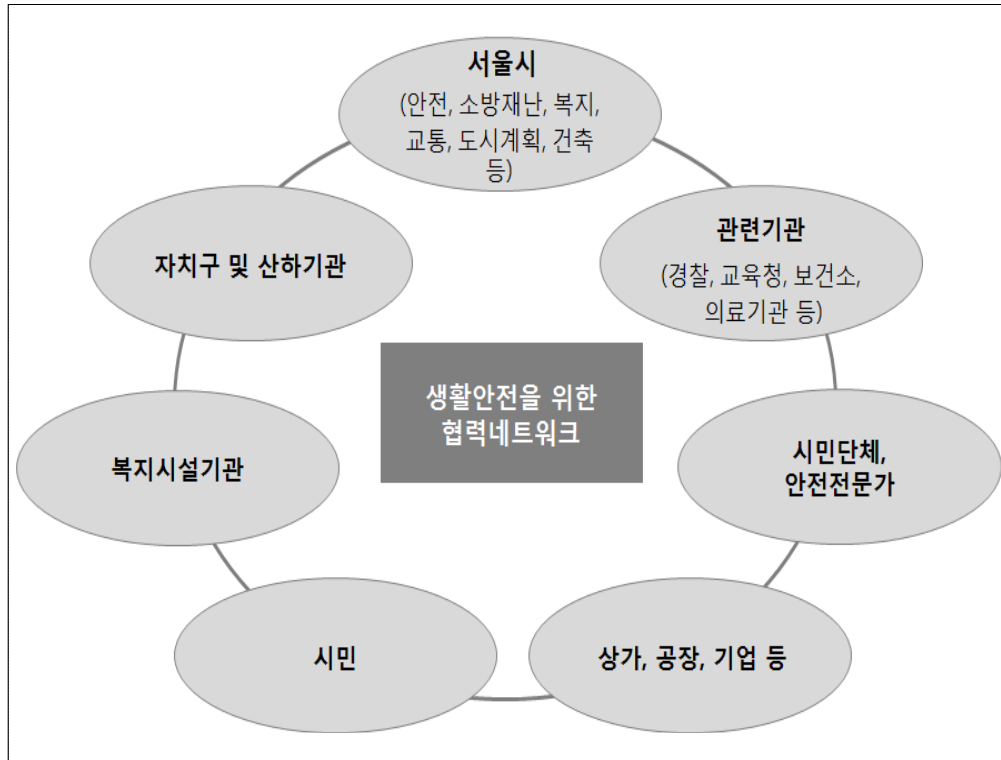 서울시
(안전, 소방재난, 복지,
교통, 도시계획, 건축
등)
자치구 및 산하기관
관련기관
(경찰, 교육청, 보건소,
의료기관 등)
생활안전을 위한
협력네트워크
복지시설기관
시민단체,
안전전문가
시민
상가, 공장, 기업 등